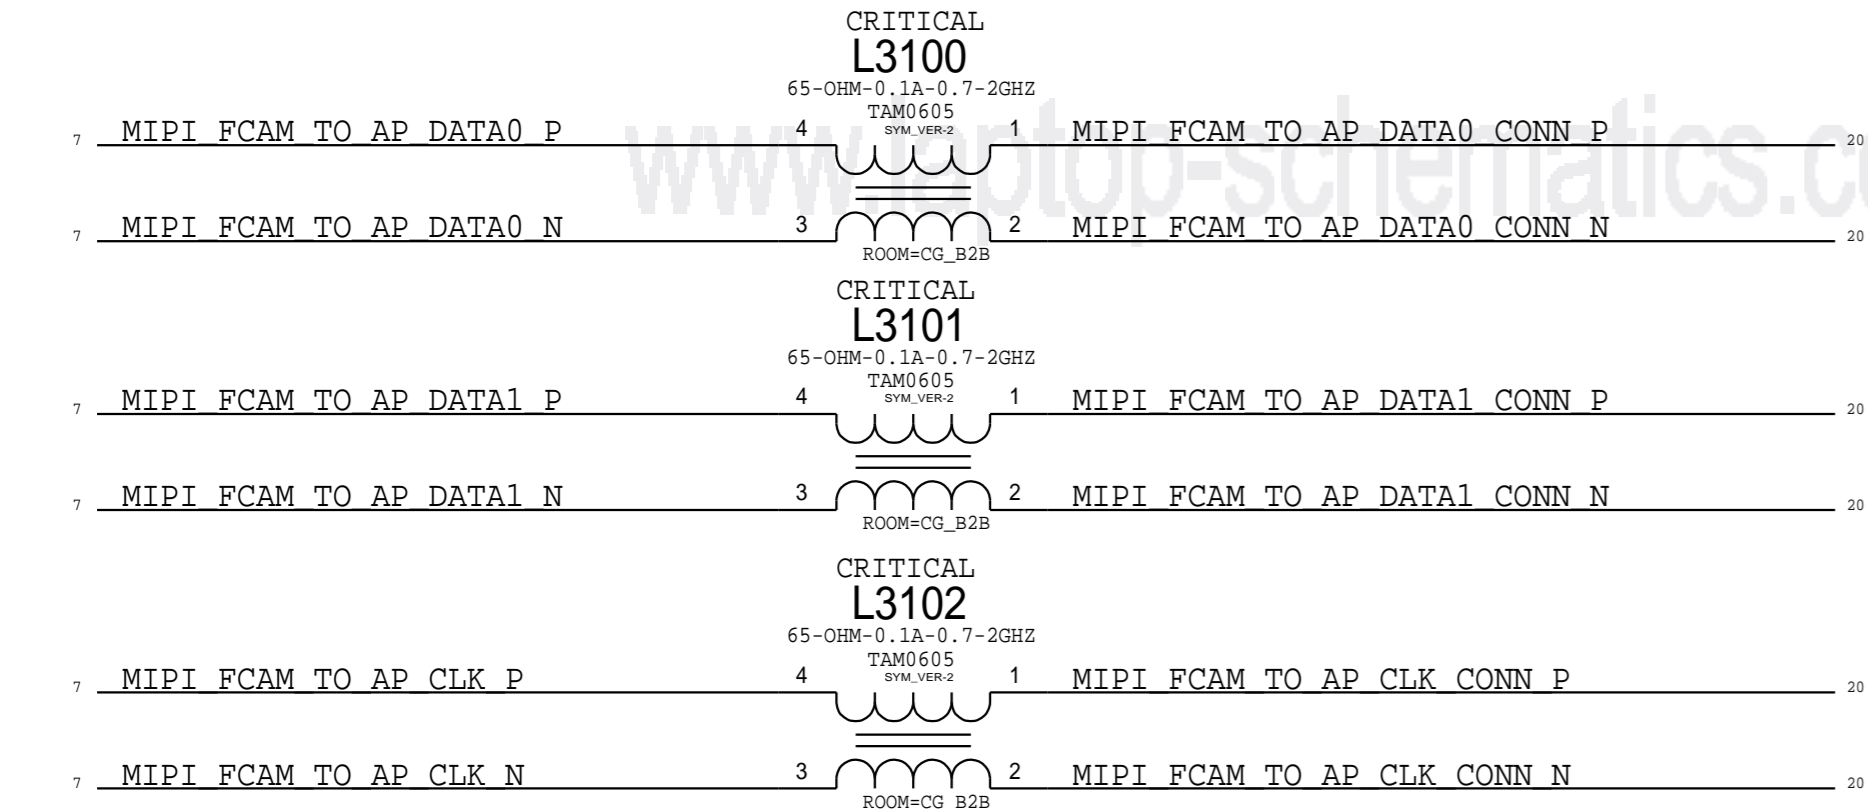 CRITICAL
L3100
65-OHM-0.1A-0.7-2GHZ
TAM0605
SYM_VER-2
7 MIPI_FCAM_TO_AP_DATA0_P 4 1 MIPI_FCAM_TO_AP_DATA0_CONN_P 20
www.laptop-schematics.co
7 MIPI_FCAM_TO_AP_DATA0_N 3 2 MIPI_FCAM_TO_AP_DATA0_CONN_N 20
ROOM=CG_B2B
CRITICAL
L3101
65-OHM-0.1A-0.7-2GHZ
TAM0605
SYM_VER-2
7 MIPI_FCAM_TO_AP_DATA1_P 4 1 MIPI_FCAM_TO_AP_DATA1_CONN_P 20
7 MIPI_FCAM_TO_AP_DATA1_N 3 2 MIPI_FCAM_TO_AP_DATA1_CONN_N 20
ROOM=CG_B2B
CRITICAL
L3102
65-OHM-0.1A-0.7-2GHZ
TAM0605
SYM_VER-2
7 MIPI_FCAM_TO_AP_CLK_P 4 1 MIPI_FCAM_TO_AP_CLK_CONN_P 20
7 MIPI_FCAM_TO_AP_CLK_N 3 2 MIPI_FCAM_TO_AP_CLK_CONN_N 20
ROOM=CG_B2B